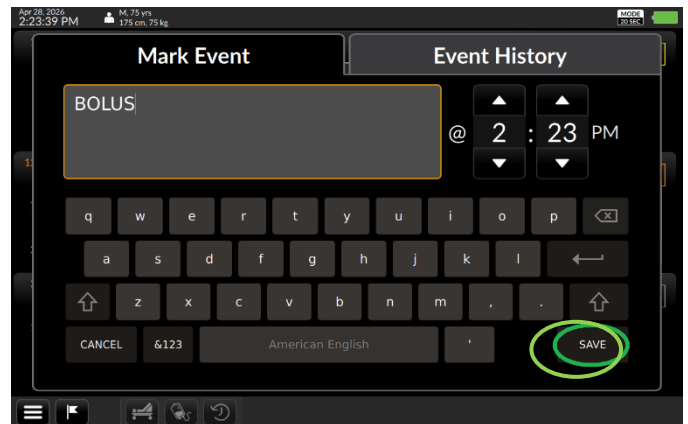 Apr 28, 2026
2:23:39 PM
M, 75 yrs
175 cm, 75 kg
MODE
20 SEC
Mark Event
Event History
BOLUS
@ 2 : 23 PM
q w e r t y u i o p
a s d f g h j k l
z x c v b n m , .
CANCEL &123 American English ' SAVE